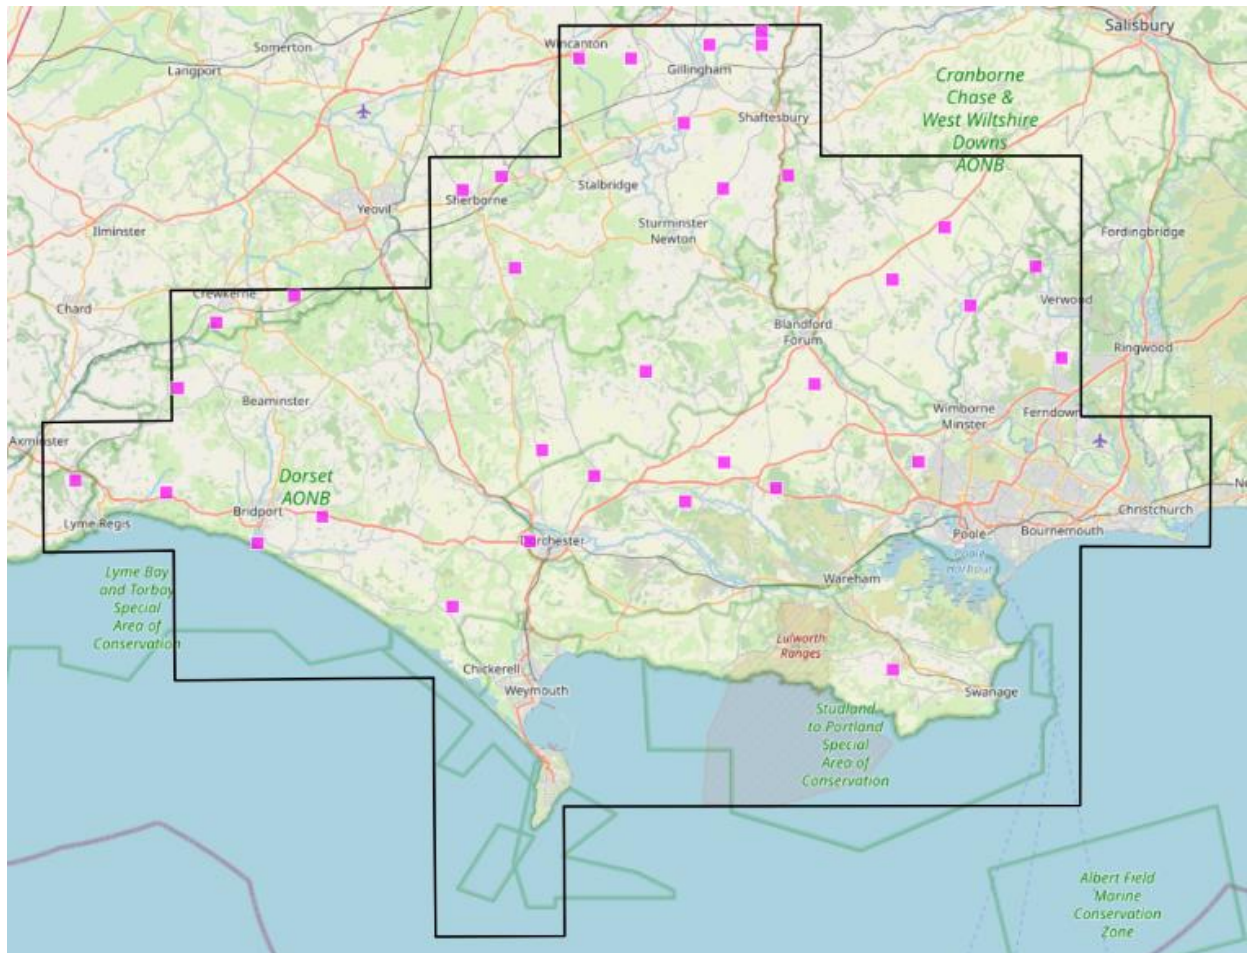 Salisbury
Somerton
Wincanton
Langport
Gillingham
Cranborne
Chase &
West Wiltshire
Downs
AONB
Shaftesbury
Stalbridge
Sherborne
Yeovil
Ilminster
Sturminster
Newton
Fordingbridge
Crewkerne
Chard
Verwood
Blandford
Forum
Ringwood
Beaminster
Wimborne
Minster
Ferndown
Axminster
Dorset
AONB
Bridport
Lyme Regis
Dorchester
Christchurch
Poole
Bournemouth
Poole
Harbour
Wareham
Lyme Bay
and Torbay
Special
Area of
Conservation
Lulworth
Ranges
Chickerell
Weymouth
Swanage
Studland
to Portland
Special
Area of
Conservation
Albert Field
Marine
Conservation
Zone